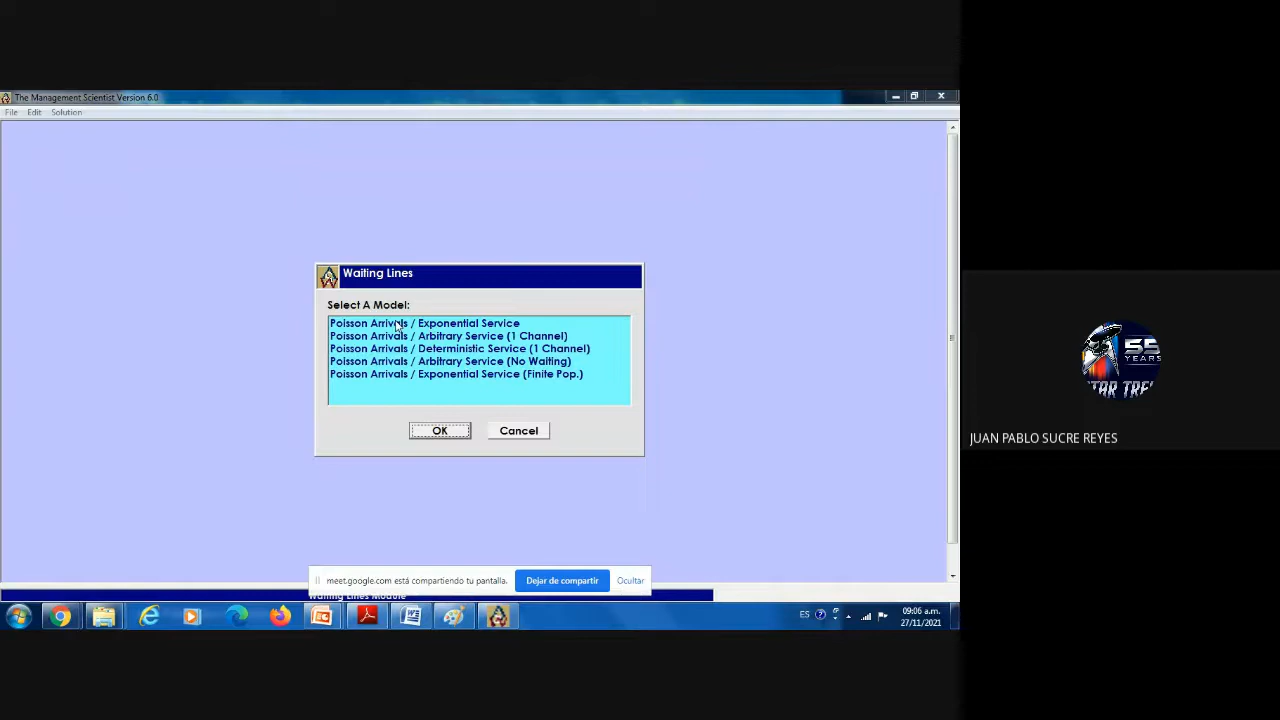 The Management Scientist Version 6.0
File Edit Solution
Waiting Lines
Select A Model:
Poisson Arrivals / Exponential Service
Poisson Arrivals / Arbitrary Service (1 Channel)
Poisson Arrivals / Deterministic Service (1 Channel)
Poisson Arrivals / Arbitrary Service (No Waiting)
Poisson Arrivals / Exponential Service (Finite Pop.)
OK Cancel
55
YEARS
STAR TREK
JUAN PABLO SUCRE REYES
meet.google.com está compartiendo tu pantalla. Dejar de compartir Ocultar
Waiting Lines Module
ES 09:06 a.m.
27/11/2021